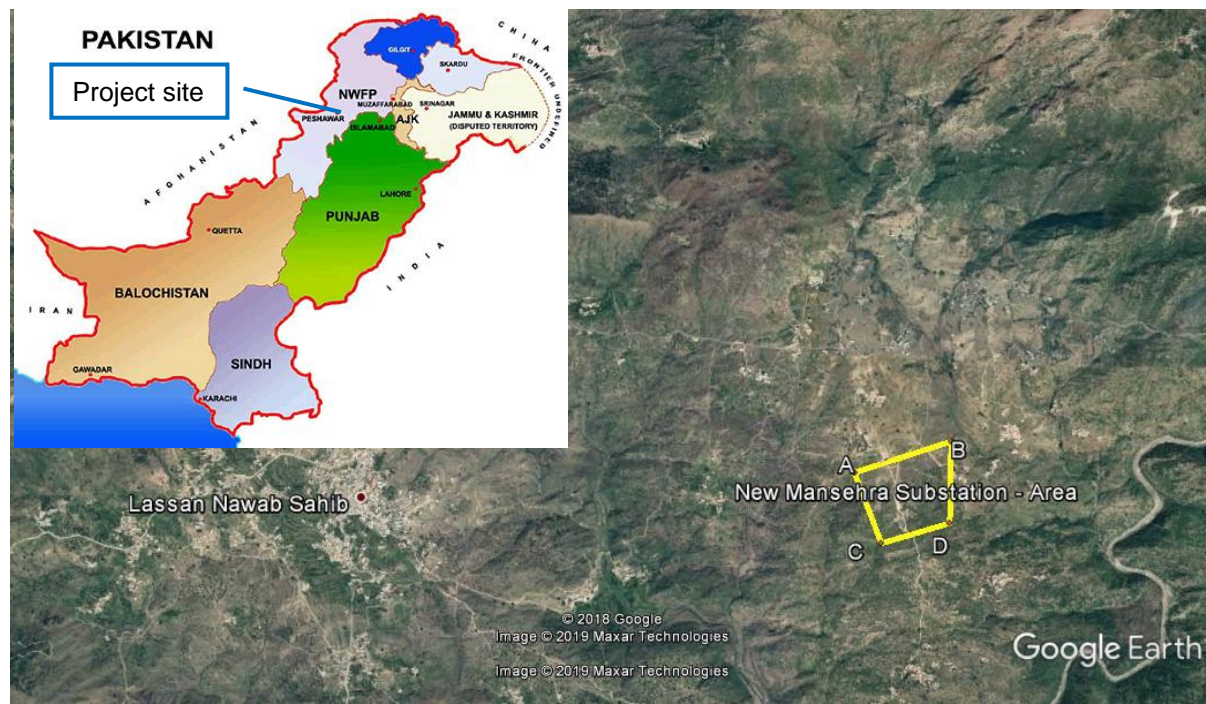 PAKISTAN
Project site
CHINA
FRONTIER UNDEFINED
GILGIT
SKARDU
NWFP
MUZAFFARABAD
SRINAGAR
PESHAWAR
ISLAMABAD
AJK
JAMMU & KASHMIR
(DISPUTED TERRITORY)
AFGHANISTAN
LAHORE
PUNJAB
QUETTA
INDIA
BALOCHISTAN
IRAN
SINDH
GAWADAR
KARACHI
B
A
New Mansehra Substation - Area
Lassan Nawab Sahib
C
D
© 2018 Google
Image © 2019 Maxar Technologies
Google Earth
Image © 2019 Maxar Technologies